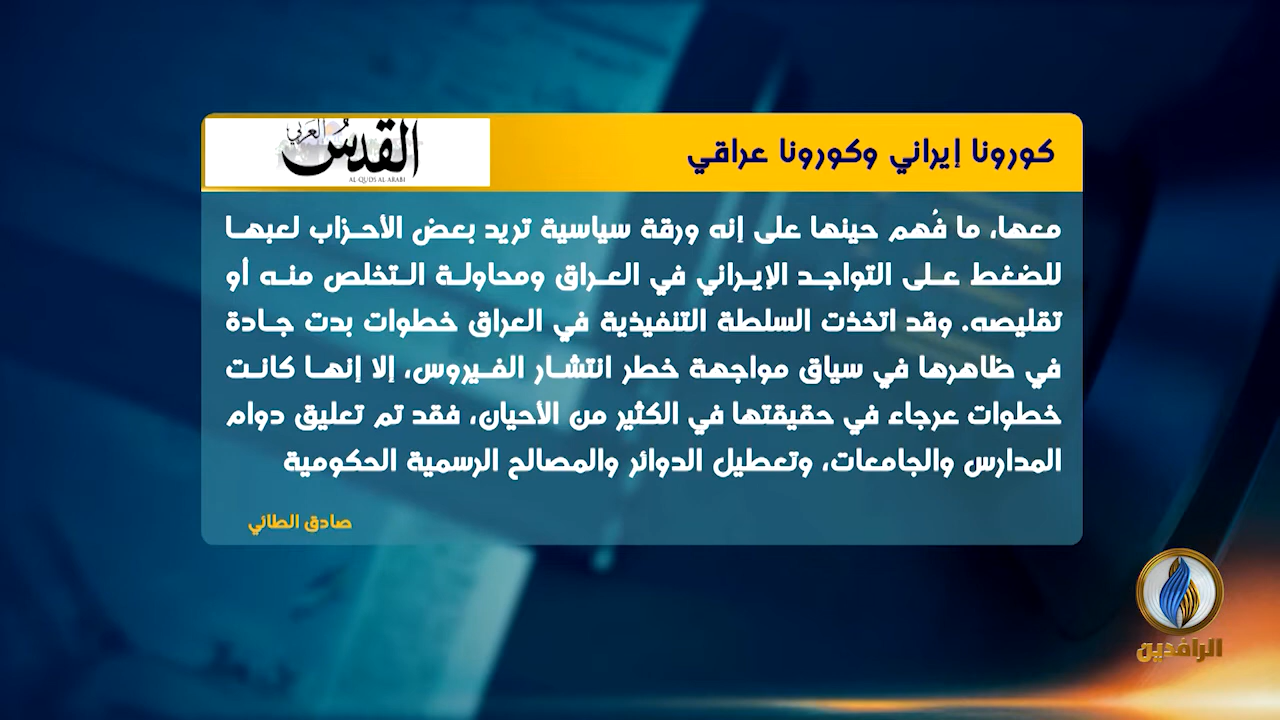 كورونا إيراني وكورونا عراقي
القدس العربي
AL-QUDS AL-ARABI
معها، ما فُهم حينها على إنه ورقة سياسية تريد بعض الأحزاب لعبها
للضغط على التواجد الإيراني في العراق ومحاولة التخلص منه أو
تقليصه. وقد اتخذت السلطة التنفيذية في العراق خطوات بدت جادة
في ظاهرها في سياق مواجهة خطر انتشار الفيروس، إلا إنها كانت
خطوات عرجاء في حقيقتها في الكثير من الأحيان، فقد تم تعليق دوام
المدارس والجامعات، وتعطيل الدوائر والمصالح الرسمية الحكومية
صادق الطائي
الرافدين